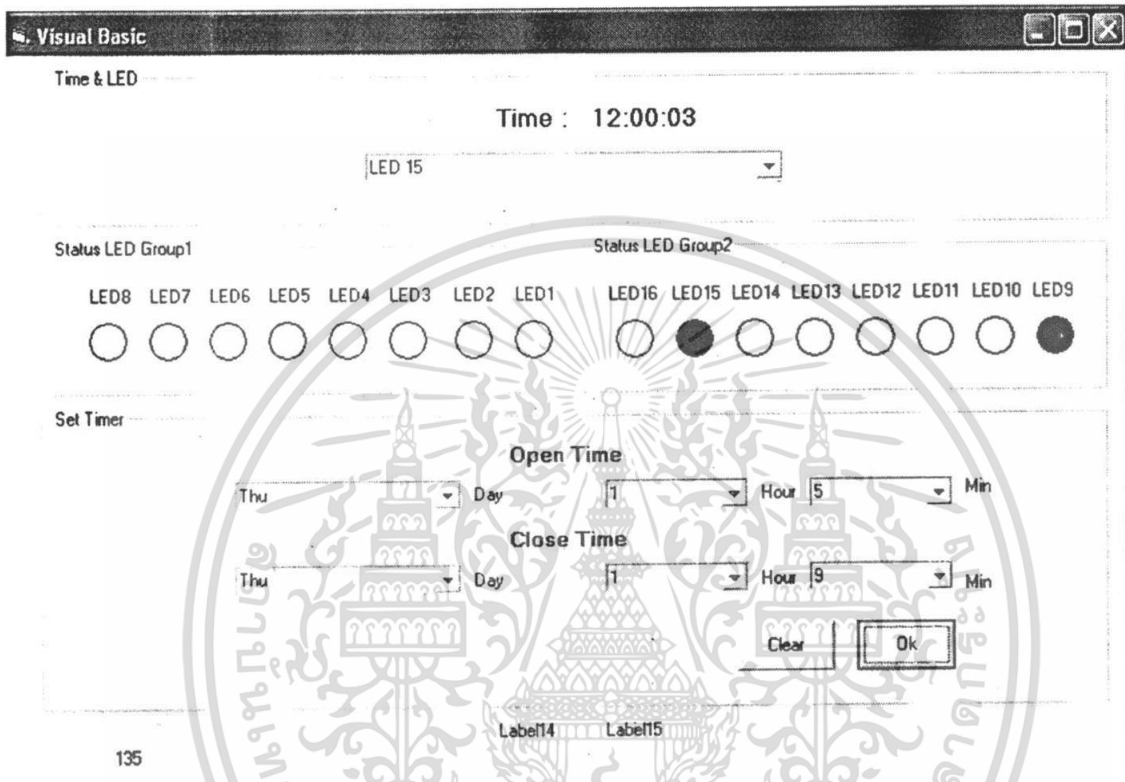 Visual Basic
Time & LED
Time : 12:00:03
LED 15
Status LED Group1
Status LED Group2
LED8 LED7 LED6 LED5 LED4 LED3 LED2 LED1 LED16 LED15 LED14 LED13 LED12 LED11 LED10 LED9
Set Timer
Open Time
Thu Day 1 Hour 5 Min
Close Time
Thu Day 1 Hour 9 Min
Clear Ok
Label14 Label15
135